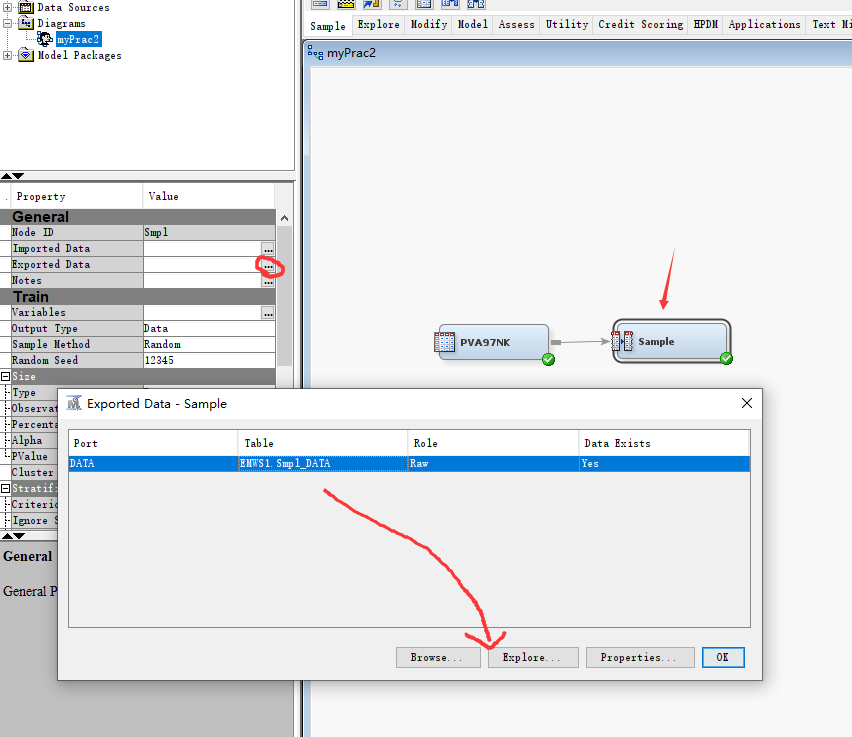 Data Sources
Diagrams
myPrac2
Model Packages
Sample Explore Modify Model Assess Utility Credit Scoring HPDM Applications Text Mi
myPrac2
. Property Value
General
Node ID Smpl
Imported Data ...
Exported Data ...
Notes ...
Train
Variables ...
Output Type Data
Sample Method Random
Random Seed 12345
Size
Type
Observat
Percenta
Alpha
PValue
Cluster
Stratif
Criterio
Ignore S
General
General P
PVA97NK
Sample
Exported Data - Sample
Port Table Role Data Exists
DATA EMWS1.Smpl_DATA Raw Yes
Browse... Explore... Properties... OK